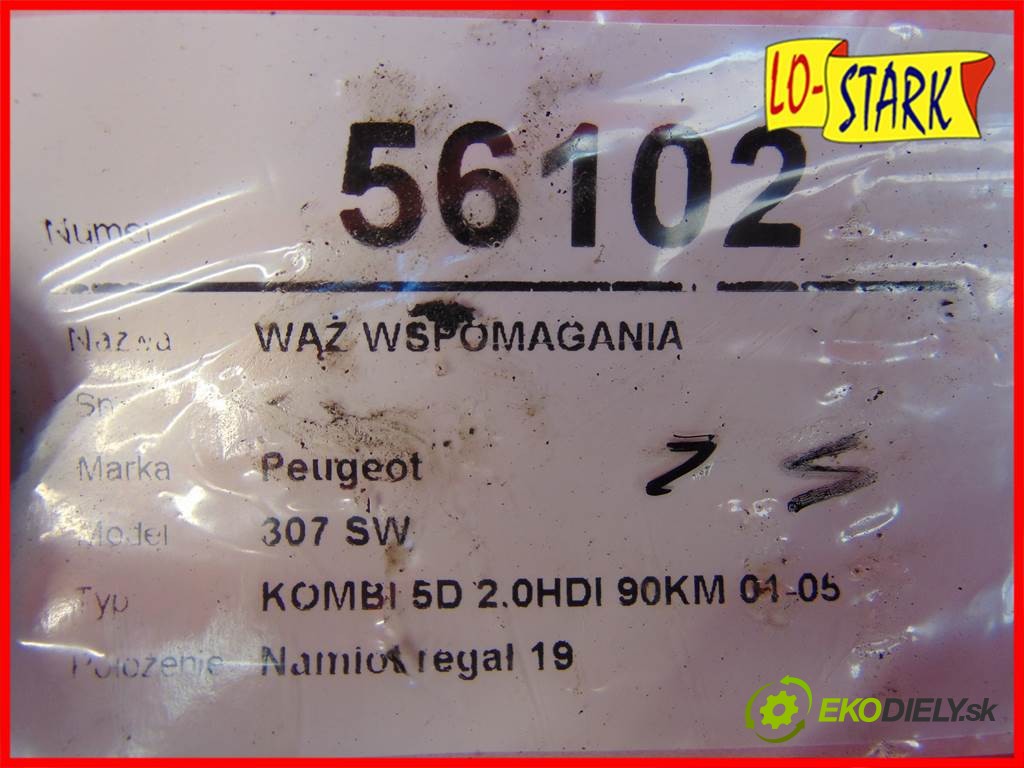 LO-STARK
Numer 56102
Nazwa WĄŻ WSPOMAGANIA
Marka Peugeot
Model 307 SW
Typ KOMBI 5D 2.0HDI 90KM 01-05
Położenie Namiot regał 19
EKODIELY.sk